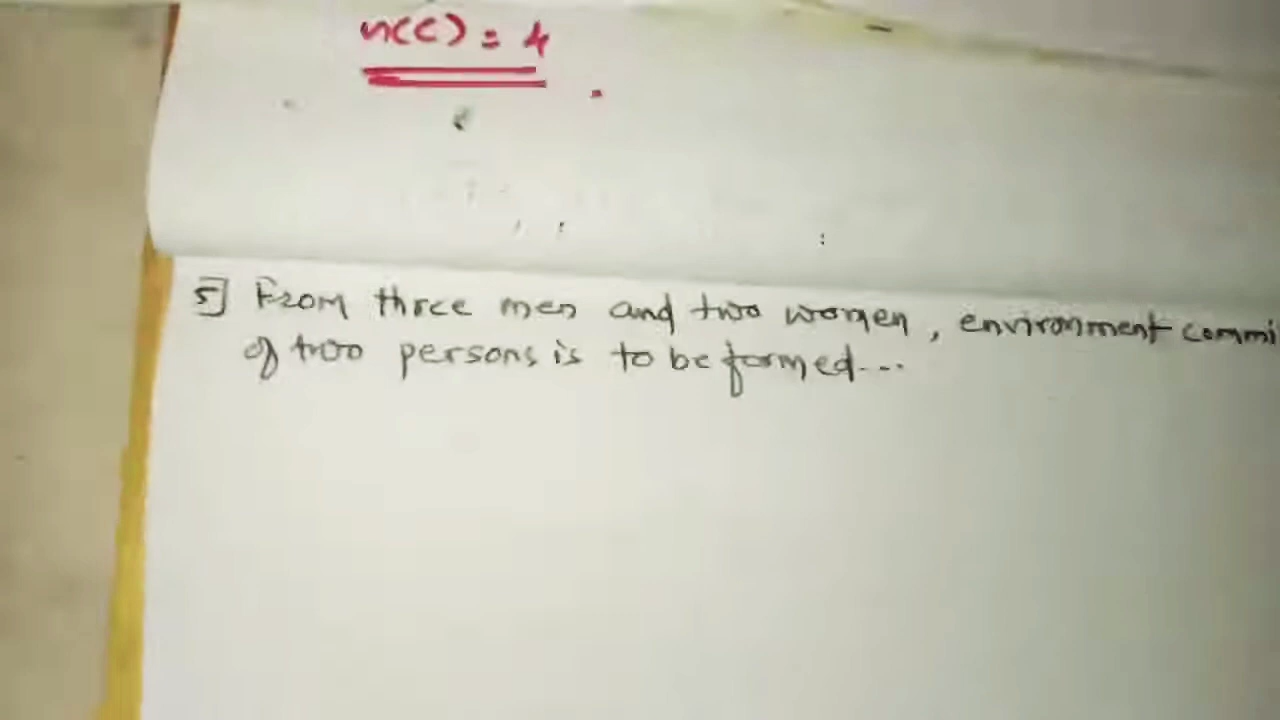 n(C) = 4
5] From three men and two women, environment commi
of two persons is to be formed...